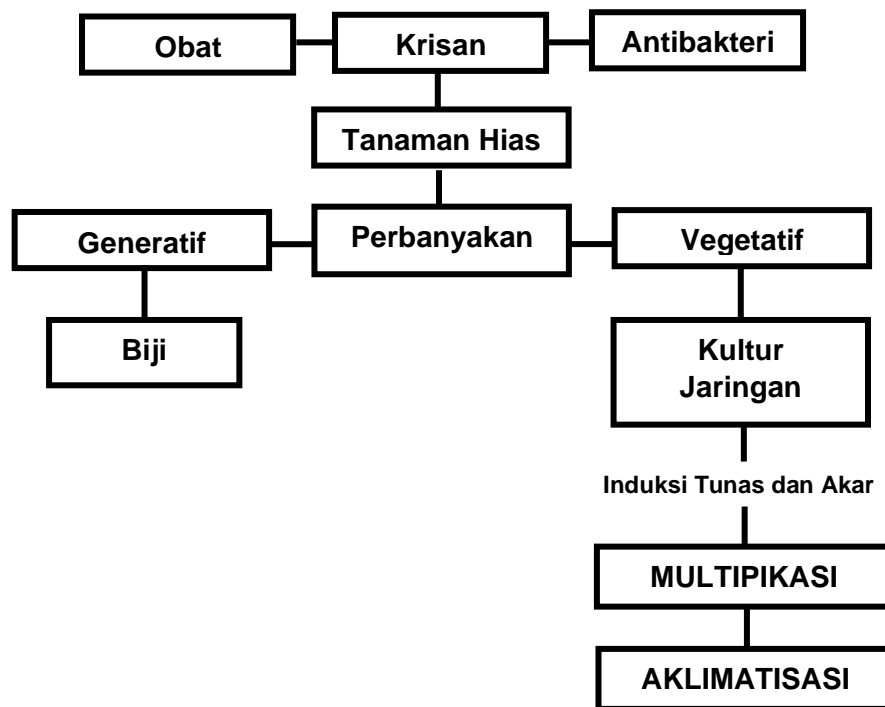 Obat
Krisan
Antibakteri
Tanaman Hias
Generatif
Perbanyakan
Vegetatif
Biji
Kultur
Jaringan
Induksi Tunas dan Akar
MULTIPIKASI
AKLIMATISASI